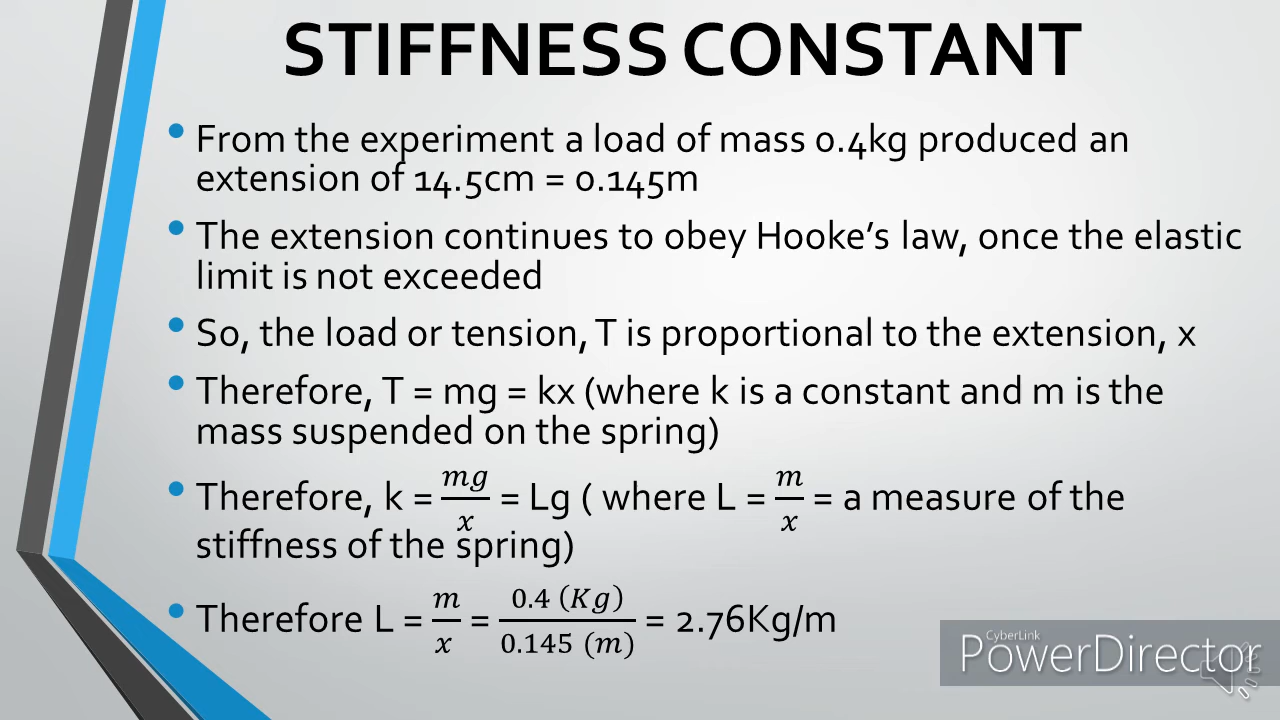 STIFFNESS CONSTANT
• From the experiment a load of mass 0.4kg produced an
extension of 14.5cm = 0.145m
• The extension continues to obey Hooke’s law, once the elastic
limit is not exceeded
• So, the load or tension, T is proportional to the extension, x
• Therefore, T = mg = kx (where k is a constant and m is the
mass suspended on the spring)
• Therefore, k = mg/x = Lg ( where L = m/x = a measure of the
stiffness of the spring)
• Therefore L = m/x = 0.4 (Kg)/0.145 (m) = 2.76Kg/m
CyberLink
PowerDirector